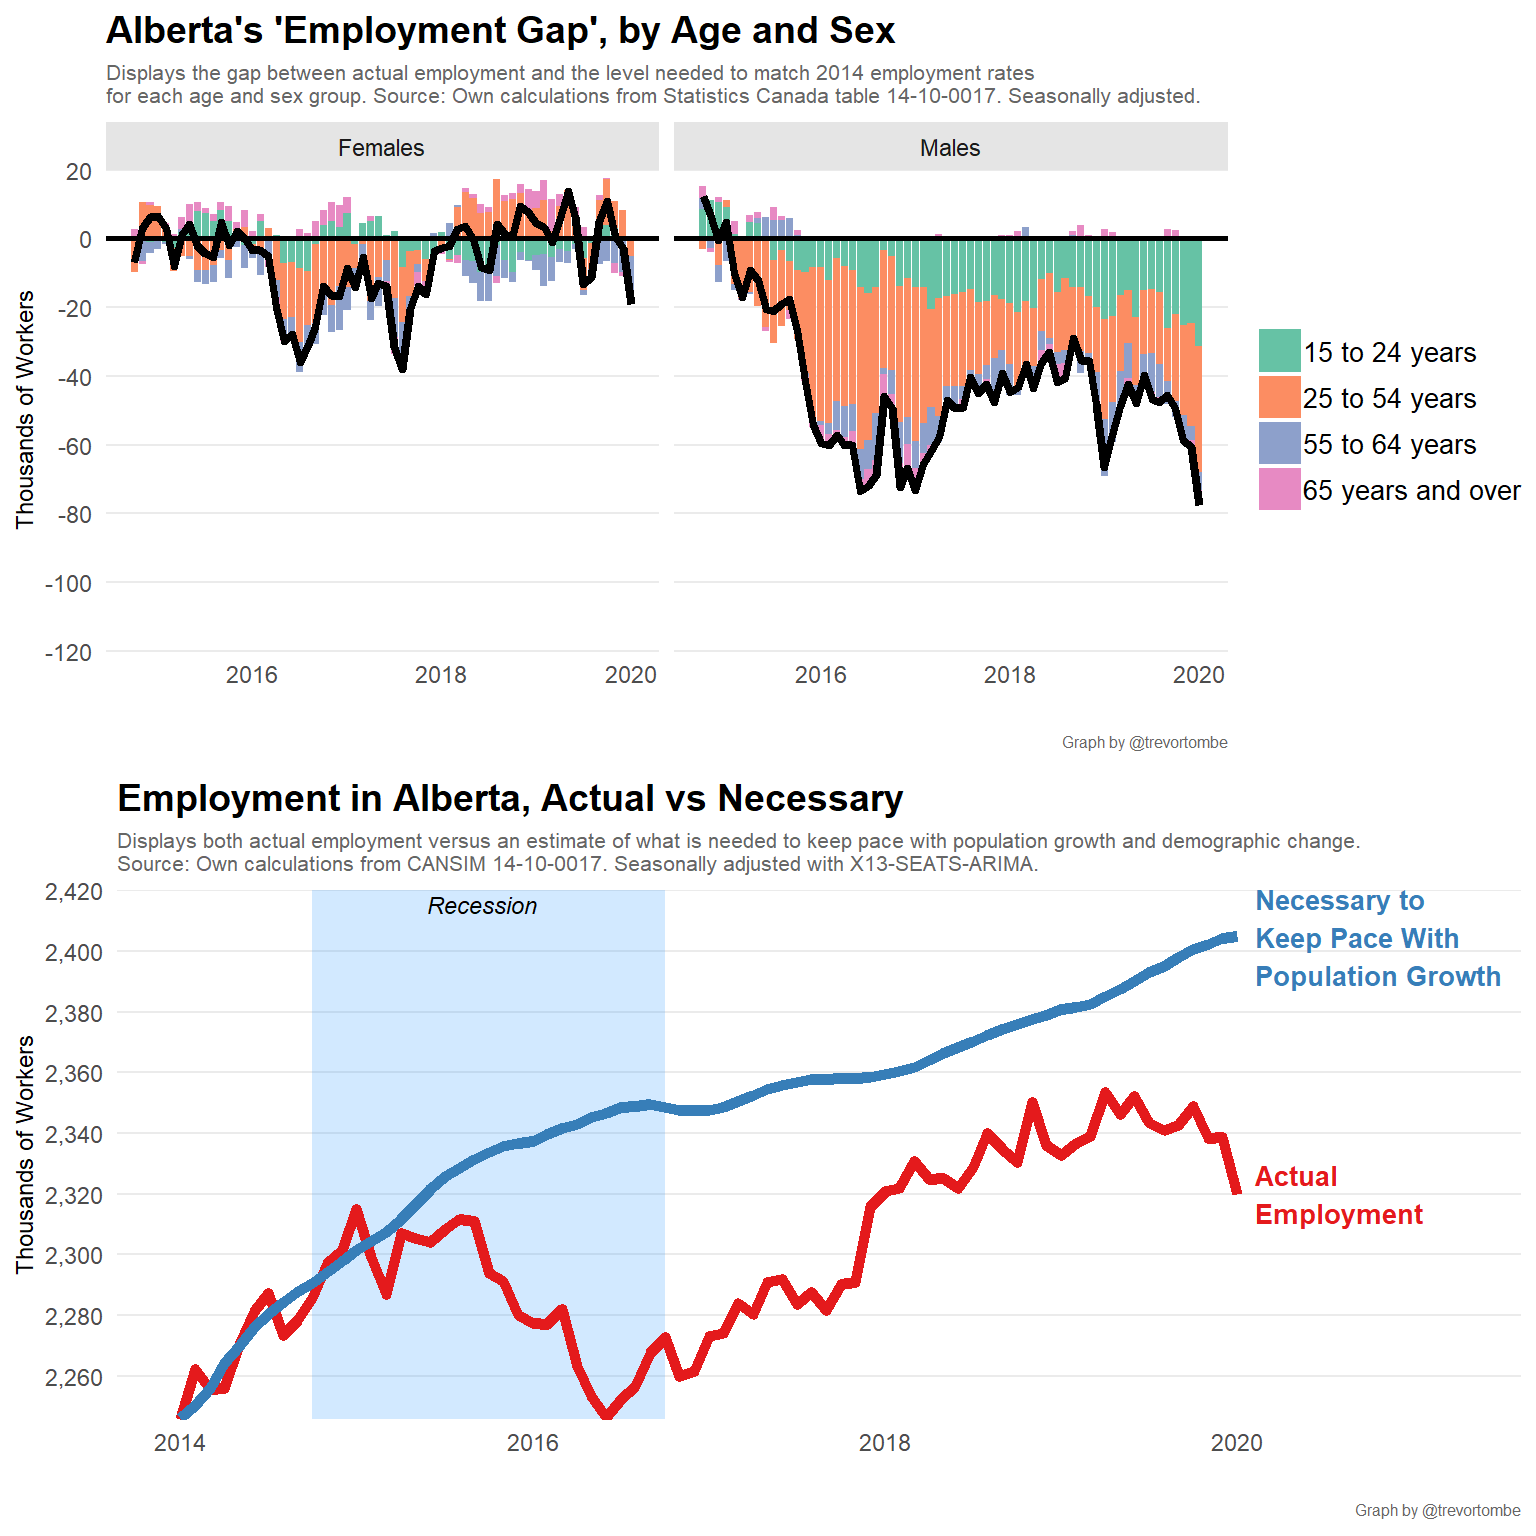 Alberta's 'Employment Gap', by Age and Sex
Displays the gap between actual employment and the level needed to match 2014 employment rates
for each age and sex group. Source: Own calculations from Statistics Canada table 14-10-0017. Seasonally adjusted.
Females
Males
20
0
-20
-40
-60
-80
-100
-120
Thousands of Workers
2016
2018
2020
2016
2018
2020
15 to 24 years
25 to 54 years
55 to 64 years
65 years and over
Graph by @trevortombe
Employment in Alberta, Actual vs Necessary
Displays both actual employment versus an estimate of what is needed to keep pace with population growth and demographic change.
Source: Own calculations from CANSIM 14-10-0017. Seasonally adjusted with X13-SEATS-ARIMA.
2,420
2,400
2,380
2,360
2,340
2,320
2,300
2,280
2,260
Thousands of Workers
Recession
Necessary to
Keep Pace With
Population Growth
Actual
Employment
2014
2016
2018
2020
Graph by @trevortombe